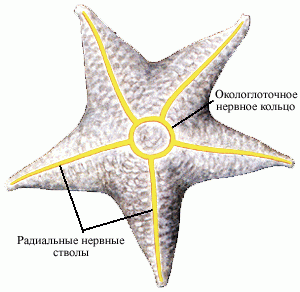 Окологлоточное
нервное кольцо
Радиальные нервные
стволы